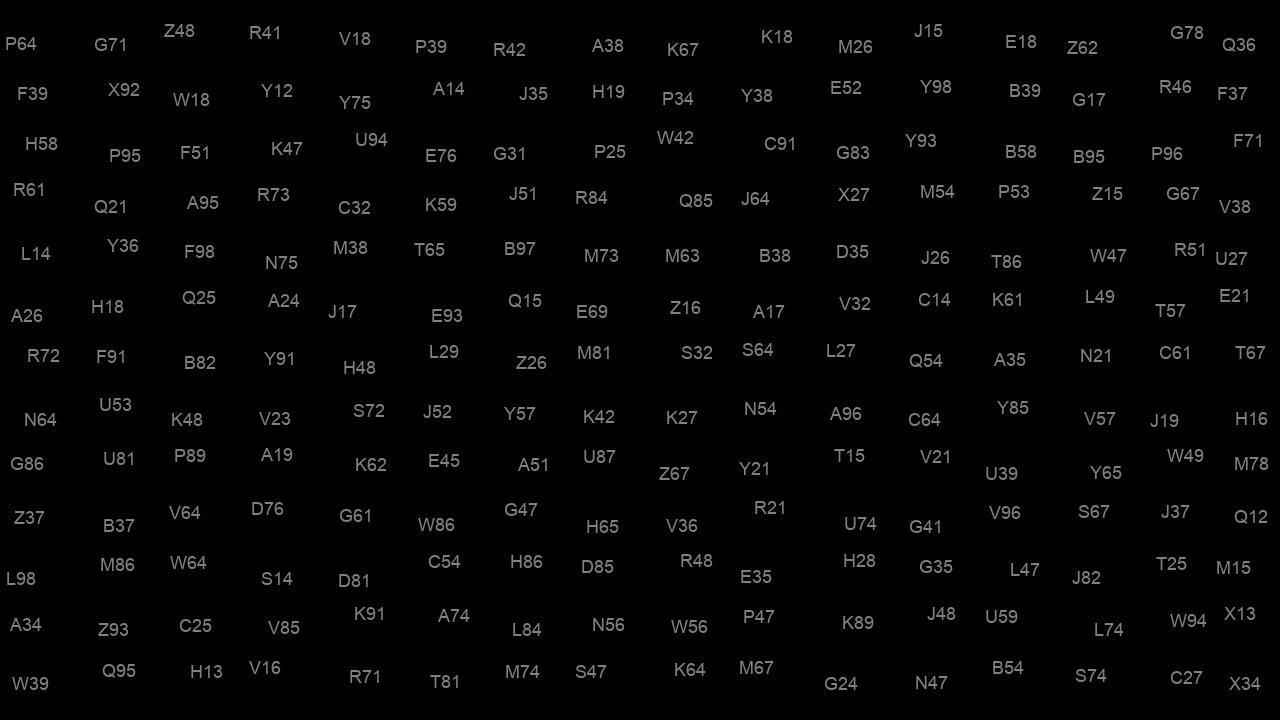 P64 G71 Z48 R41 V18 P39 R42 A38 K67 K18 M26 J15 E18 Z62 G78 Q36
F39 X92 W18 Y12 Y75 A14 J35 H19 P34 Y38 E52 Y98 B39 G17 R46 F37
H58 P95 F51 K47 U94 E76 G31 P25 W42 C91 G83 Y93 B58 B95 P96 F71
R61 Q21 A95 R73 C32 K59 J51 R84 Q85 J64 X27 M54 P53 Z15 G67 V38
L14 Y36 F98 N75 M38 T65 B97 M73 M63 B38 D35 J26 T86 W47 R51 U27
A26 H18 Q25 A24 J17 E93 Q15 E69 Z16 A17 V32 C14 K61 L49 T57 E21
R72 F91 B82 Y91 H48 L29 Z26 M81 S32 S64 L27 Q54 A35 N21 C61 T67
N64 U53 K48 V23 S72 J52 Y57 K42 K27 N54 A96 C64 Y85 V57 J19 H16
G86 U81 P89 A19 K62 E45 A51 U87 Z67 Y21 T15 V21 U39 Y65 W49 M78
Z37 B37 V64 D76 G61 W86 G47 H65 V36 R21 U74 G41 V96 S67 J37 Q12
L98 M86 W64 S14 D81 C54 H86 D85 R48 E35 H28 G35 L47 J82 T25 M15
A34 Z93 C25 V85 K91 A74 L84 N56 W56 P47 K89 J48 U59 L74 W94 X13
W39 Q95 H13 V16 R71 T81 M74 S47 K64 M67 G24 N47 B54 S74 C27 X34